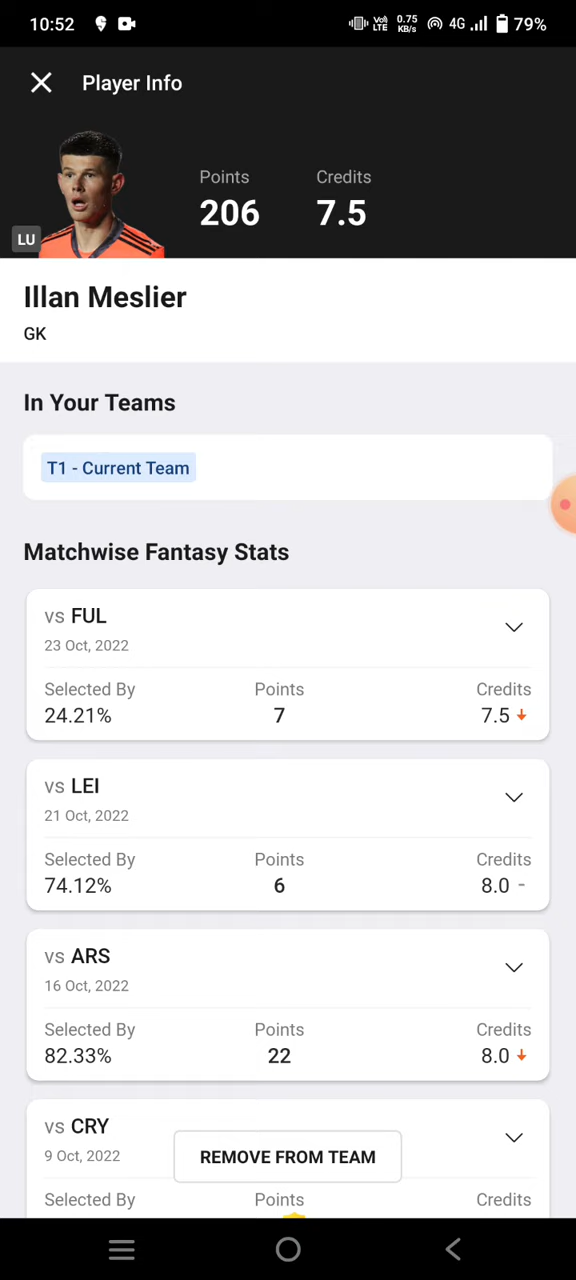 10:52 Vo) LTE 0.75 KB/s 4G 79%
Player Info
Points Credits
206 7.5
LU
Illan Meslier
GK
In Your Teams
T1 - Current Team
Matchwise Fantasy Stats
vs FUL
23 Oct, 2022
Selected By Points Credits
24.21% 7 7.5
vs LEI
21 Oct, 2022
Selected By Points Credits
74.12% 6 8.0 -
vs ARS
16 Oct, 2022
Selected By Points Credits
82.33% 22 8.0
vs CRY
9 Oct, 2022
REMOVE FROM TEAM
Selected By Points Credits